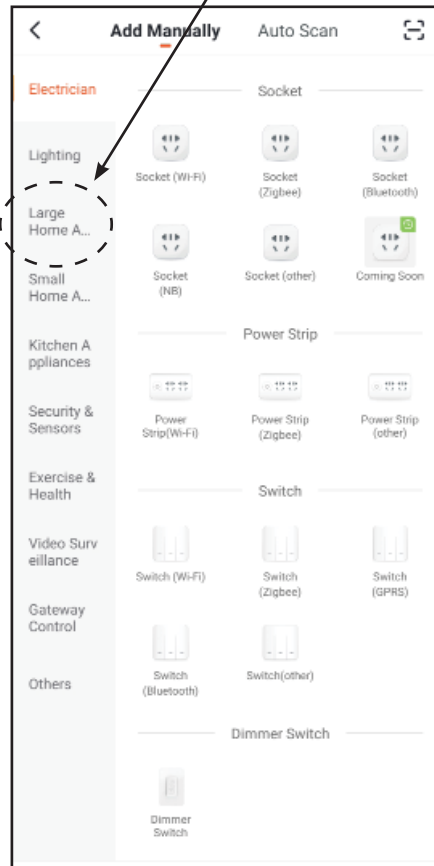 Add Manually Auto Scan
Electrician
Lighting
Large
Home A...
Small
Home A...
Kitchen A
ppliances
Security &
Sensors
Exercise &
Health
Video Surv
eillance
Gateway
Control
Others
Socket
Socket (Wi-Fi)
Socket
(Zigbee)
Socket
(Bluetooth)
Socket
(NB)
Socket (other)
Coming Soon
Power Strip
Power
Strip(Wi-Fi)
Power Strip
(Zigbee)
Power Strip
(other)
Switch
Switch (Wi-Fi)
Switch
(Zigbee)
Switch
(GPRS)
Switch
(Bluetooth)
Switch(other)
Dimmer Switch
Dimmer
Switch